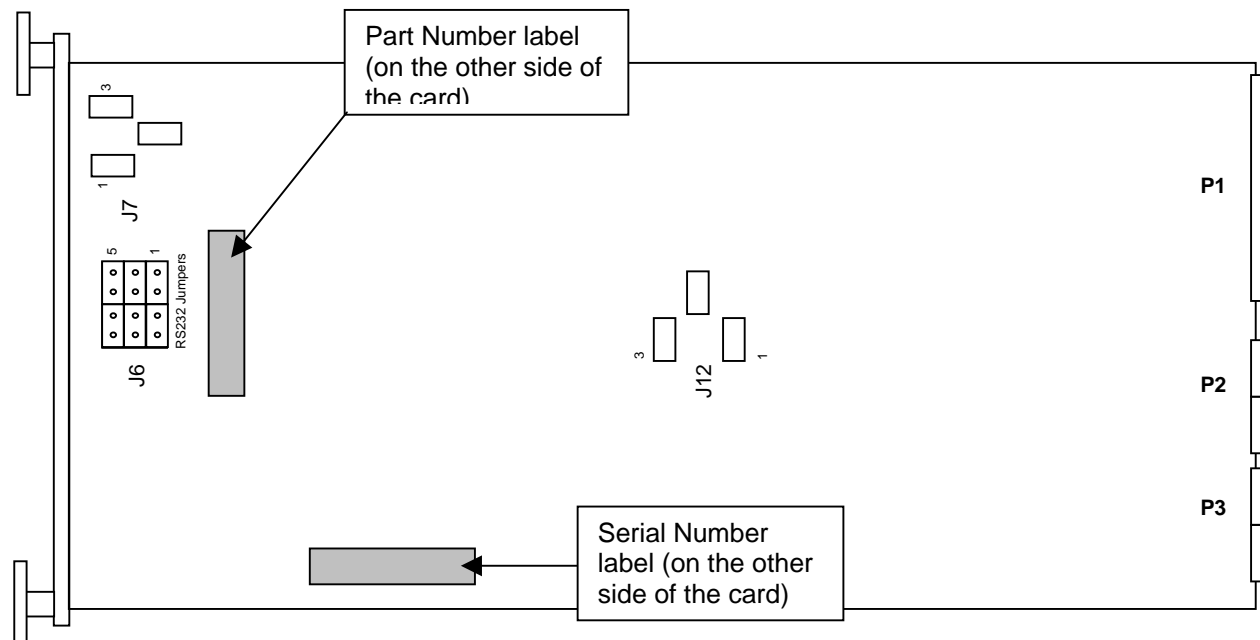 Part Number label
(on the other side of
the card)
3
1
J7
5
1
RS232 Jumpers
J6
3
1
J12
P1
P2
P3
Serial Number
label (on the other
side of the card)